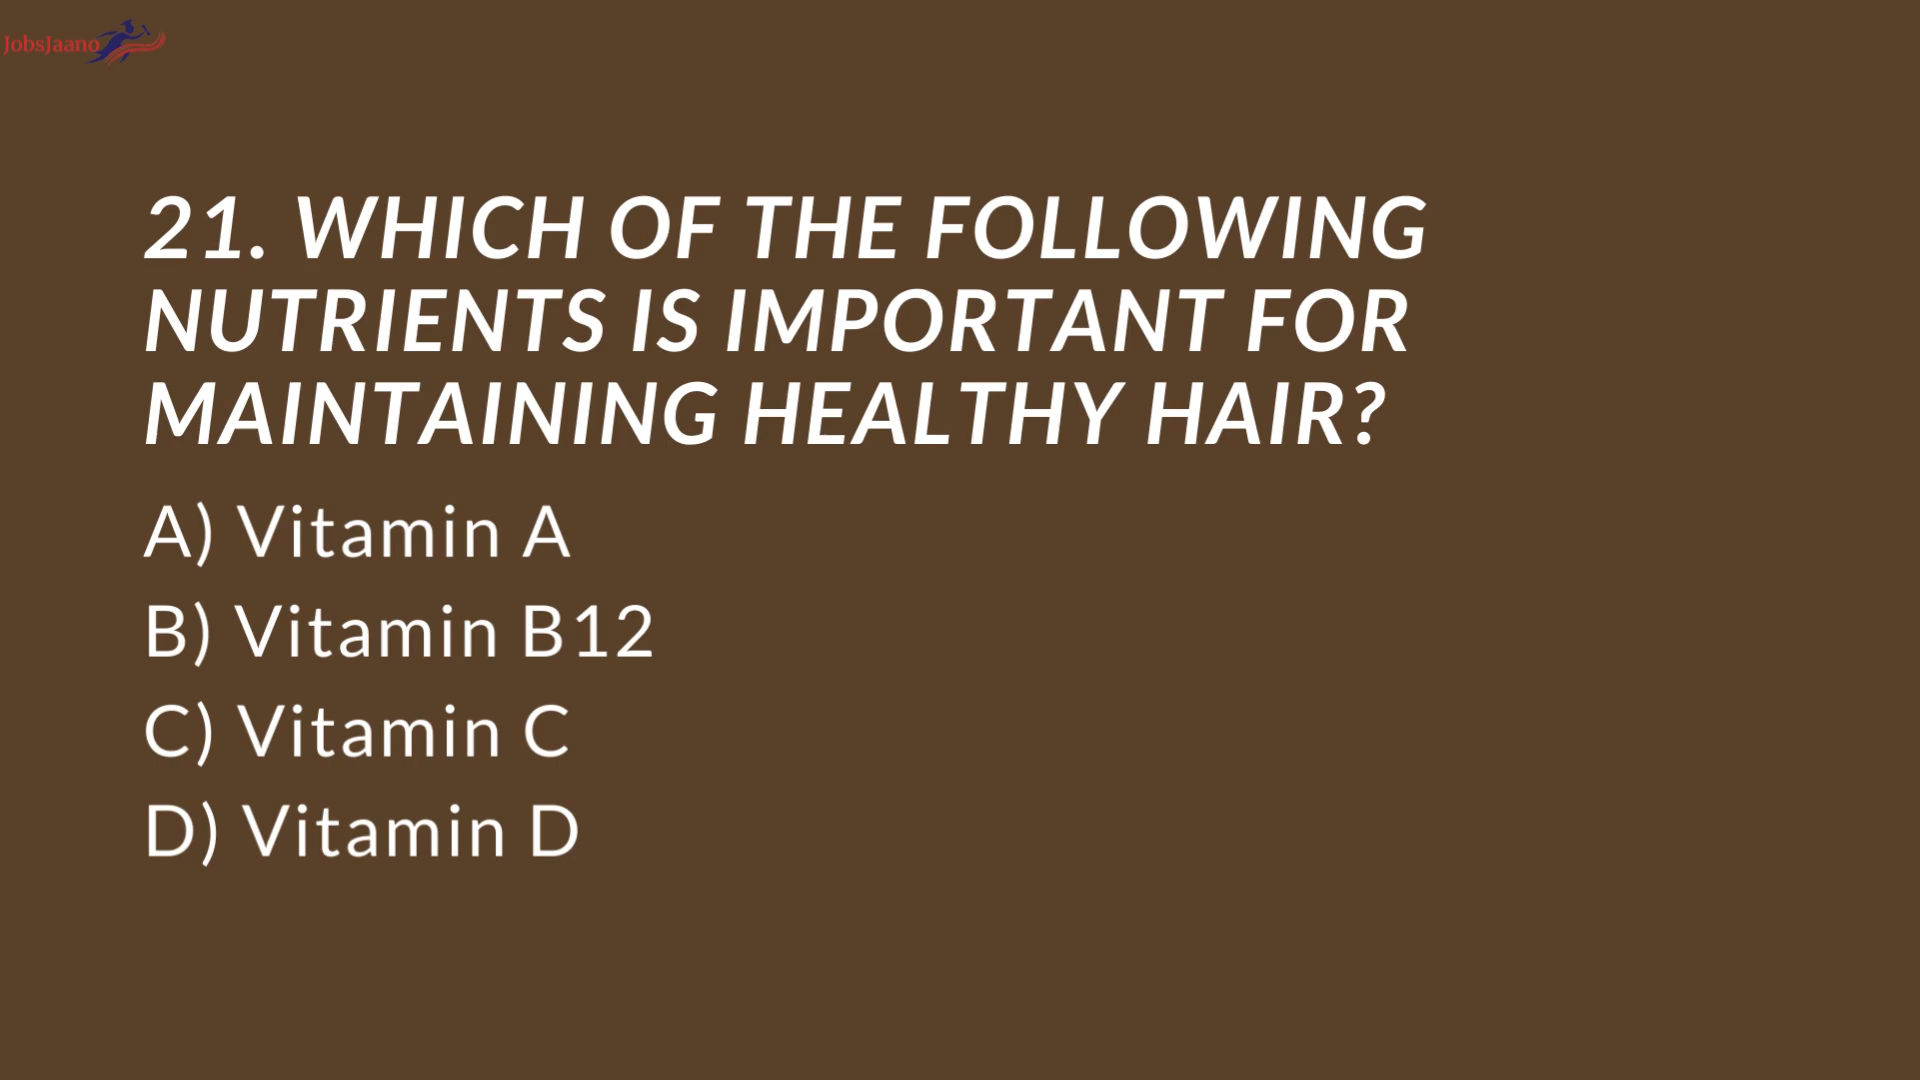 JobsJaano
21. WHICH OF THE FOLLOWING
NUTRIENTS IS IMPORTANT FOR
MAINTAINING HEALTHY HAIR?
A) Vitamin A
B) Vitamin B12
C) Vitamin C
D) Vitamin D